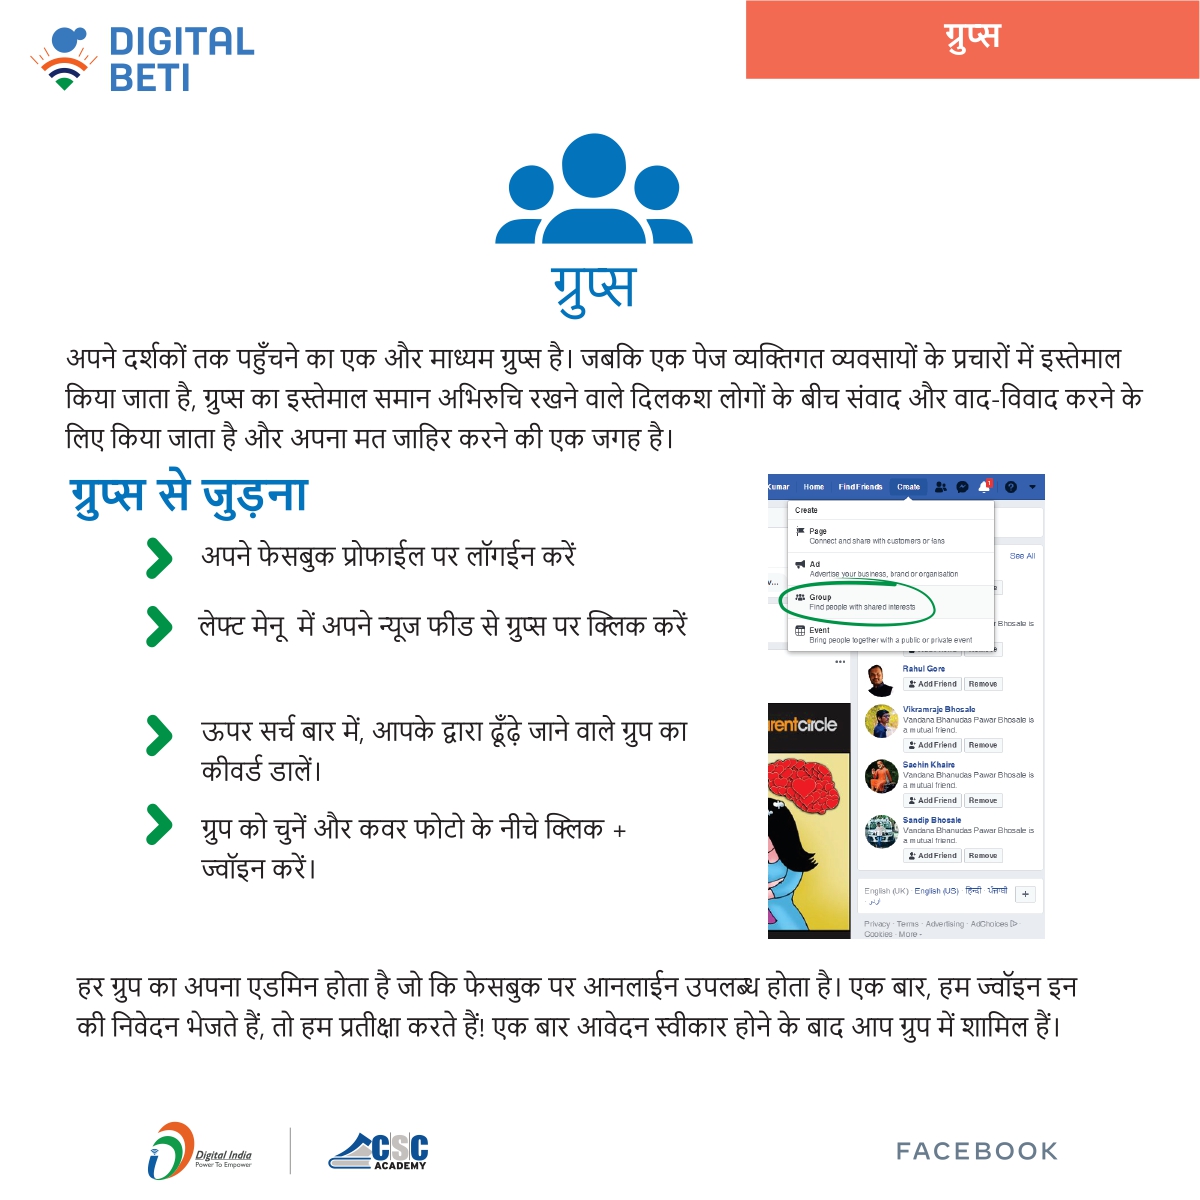 DIGITAL
BETI
ग्रुप्स
ग्रुप्स
अपने दर्शकों तक पहुँचने का एक और माध्यम ग्रुप्स है। जबकि एक पेज व्यक्तिगत व्यवसायों के प्रचारों में इस्तेमाल
किया जाता है, ग्रुप्स का इस्तेमाल समान अभिरुचि रखने वाले दिलकश लोगों के बीच संवाद और वाद-विवाद करने के
लिए किया जाता है और अपना मत जाहिर करने की एक जगह है।
ग्रुप्स से जुड़ना
अपने फेसबुक प्रोफाईल पर लॉगईन करें
लेफ्ट मेनू में अपने न्यूज फीड से ग्रुप्स पर क्लिक करें
ऊपर सर्च बार में, आपके द्वारा ढूँढ़े जाने वाले ग्रुप का
कीवर्ड डालें।
ग्रुप को चुनें और कवर फोटो के नीचे क्लिक +
ज्वॉइन करें।
Kumar Home Find Friends Create 1
Create
Page
Connect and share with customers or fans
Ad
Advertise your business, brand or organisation
Group
Find people with shared interests
Event
Bring people together with a public or private event
See All
Bhosale is
Rahul Gore
Add Friend Remove
Vikramraje Bhosale
Vandana Bhanudas Pawar Bhosale is
a mutual friend.
Add Friend Remove
Sachin Khaire
Vandana Bhanudas Pawar Bhosale is
a mutual friend.
Add Friend Remove
Sandip Bhosale
Vandana Bhanudas Pawar Bhosale is
a mutual friend.
Add Friend Remove
rentcircle
English (UK) · English (US) · हिन्दी · ਪੰਜਾਬੀ +
· اردو
Privacy · Terms · Advertising · AdChoices
Cookies · More
हर ग्रुप का अपना एडमिन होता है जो कि फेसबुक पर आनलाईन उपलब्ध होता है। एक बार, हम ज्वॉइन इन
की निवेदन भेजते हैं, तो हम प्रतीक्षा करते हैं! एक बार आवेदन स्वीकार होने के बाद आप ग्रुप में शामिल हैं।
Digital India
Power To Empower
CSC
ACADEMY
FACEBOOK